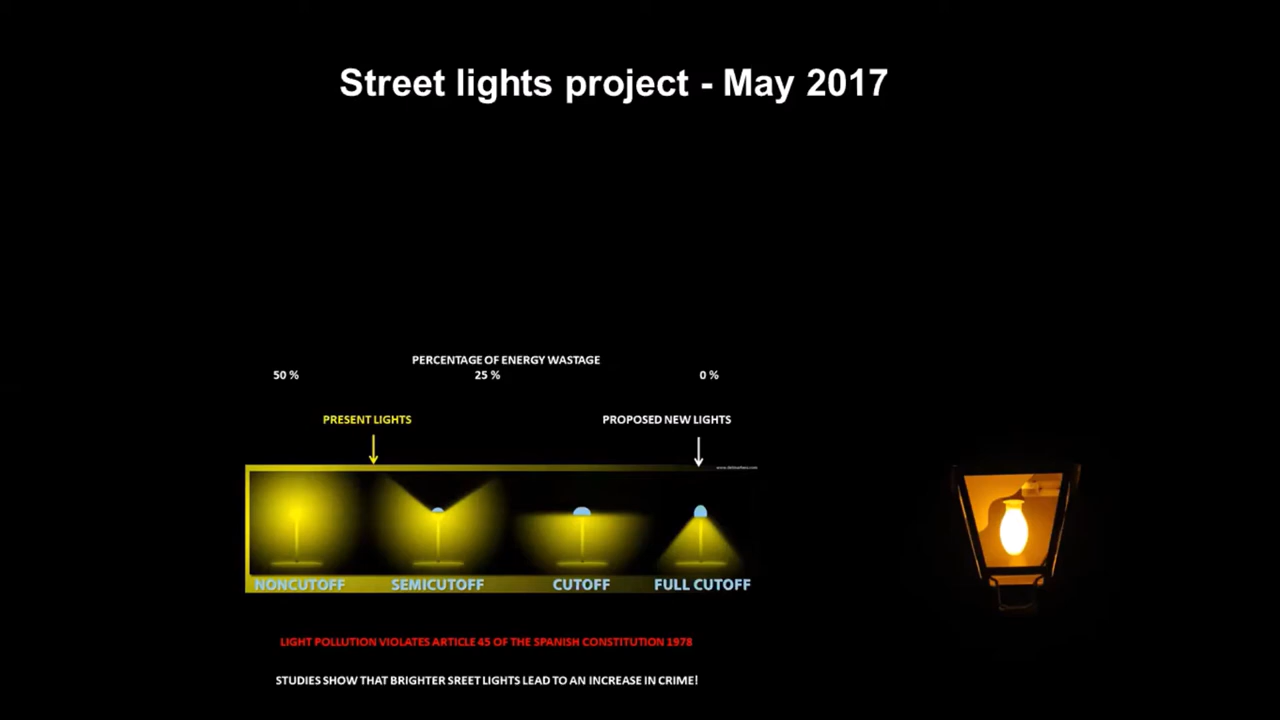 Street lights project - May 2017
PERCENTAGE OF ENERGY WASTAGE
50 % 25 % 0 %
PRESENT LIGHTS PROPOSED NEW LIGHTS
NONCUTOFF SEMICUTOFF CUTOFF FULL CUTOFF
LIGHT POLLUTION VIOLATES ARTICLE 45 OF THE SPANISH CONSTITUTION 1978
STUDIES SHOW THAT BRIGHTER SREET LIGHTS LEAD TO AN INCREASE IN CRIME!